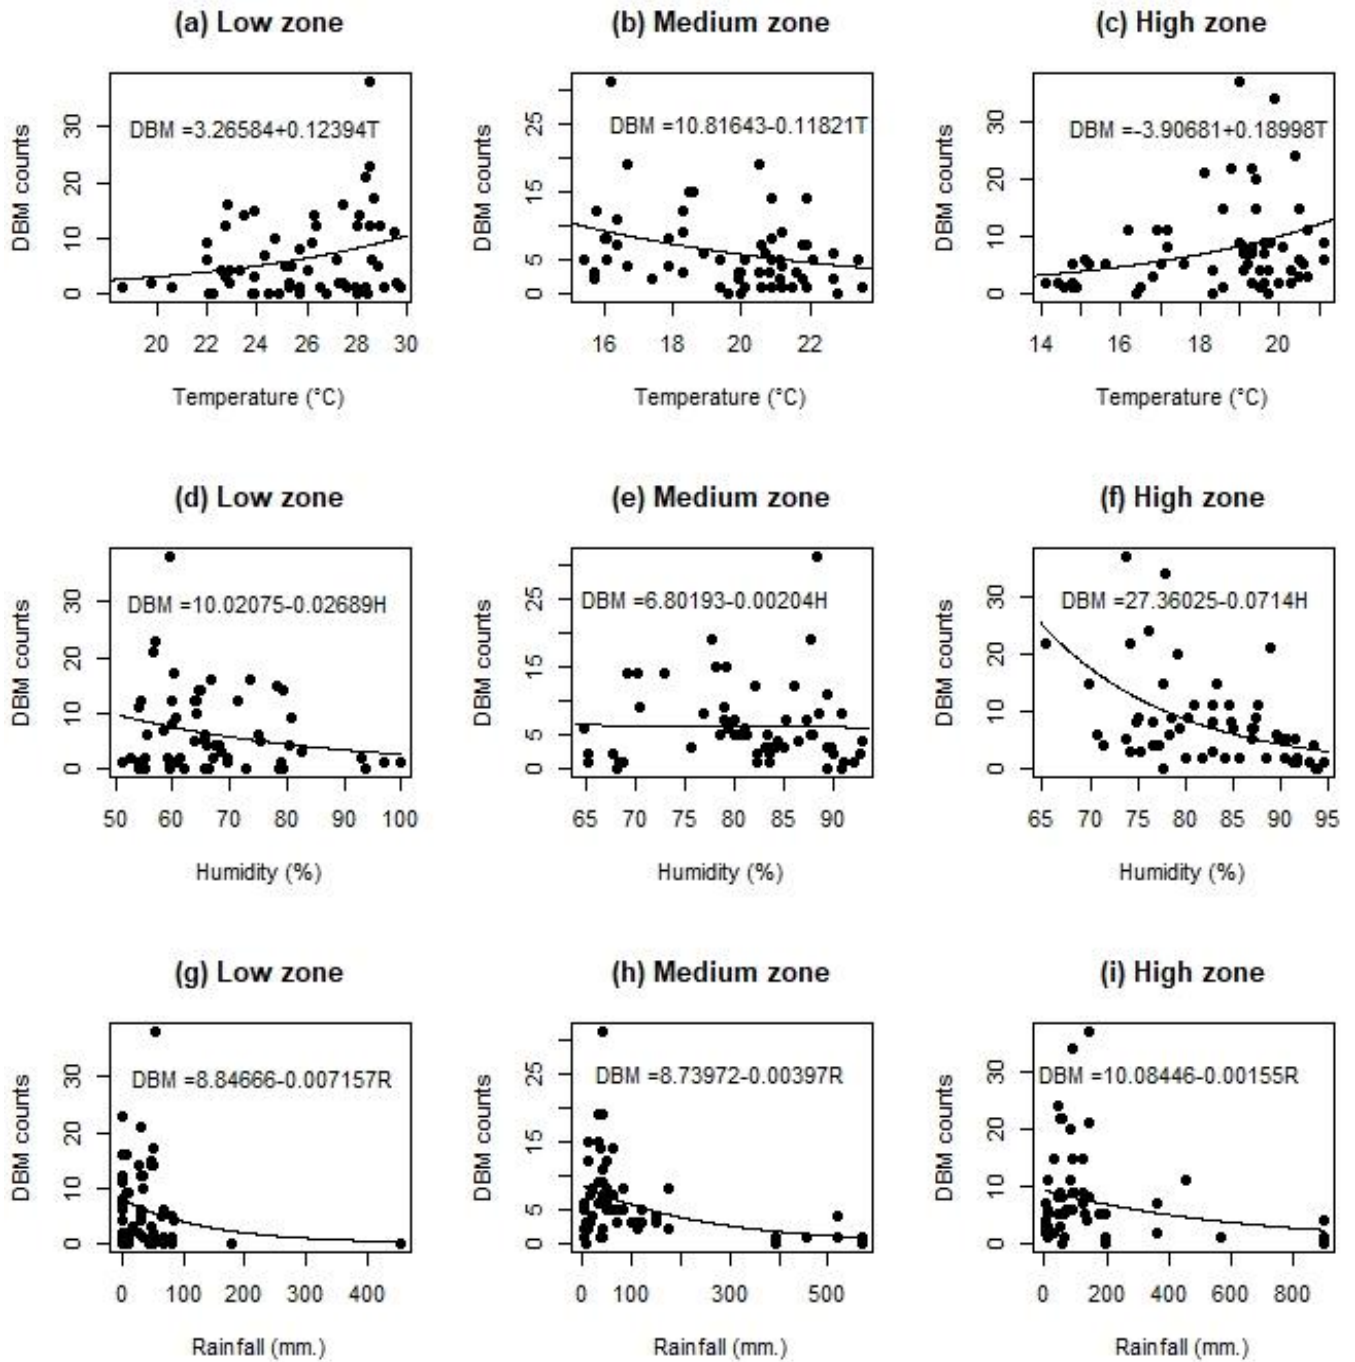 (a) Low zone
(b) Medium zone
(c) High zone
DBM counts
0 10 20 30
DBM =3.26584+0.12394T
20 22 24 26 28 30
Temperature (°C)
DBM counts
0 5 15 25
DBM =10.81643-0.11821T
16 18 20 22
Temperature (°C)
DBM counts
0 10 20 30
DBM =-3.90681+0.18998T
14 16 18 20
Temperature (°C)
(d) Low zone
(e) Medium zone
(f) High zone
DBM counts
0 10 20 30
DBM =10.02075-0.02689H
50 60 70 80 90 100
Humidity (%)
DBM counts
0 5 15 25
DBM =6.80193-0.00204H
65 70 75 80 85 90
Humidity (%)
DBM counts
0 10 20 30
DBM =27.36025-0.0714H
65 70 75 80 85 90 95
Humidity (%)
(g) Low zone
(h) Medium zone
(i) High zone
DBM counts
0 10 20 30
DBM =8.84666-0.007157R
0 100 200 300 400
Rainfall (mm.)
DBM counts
0 5 15 25
DBM =8.73972-0.00397R
0 100 300 500
Rainfall (mm.)
DBM counts
0 10 20 30
DBM =10.08446-0.00155R
0 200 400 600 800
Rainfall (mm.)